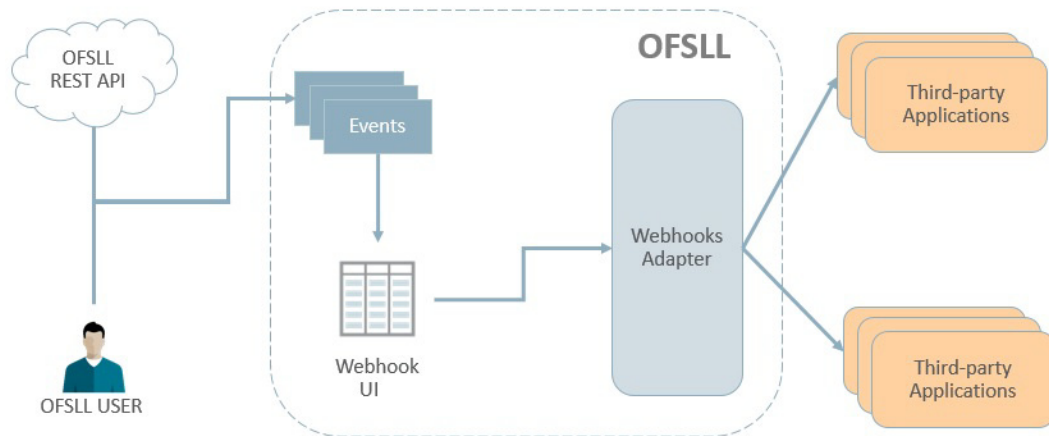 OFSLL
REST API
OFSLL USER
OFSLL
Events
Webhook
UI
Webhooks
Adapter
Third-party
Applications
Third-party
Applications